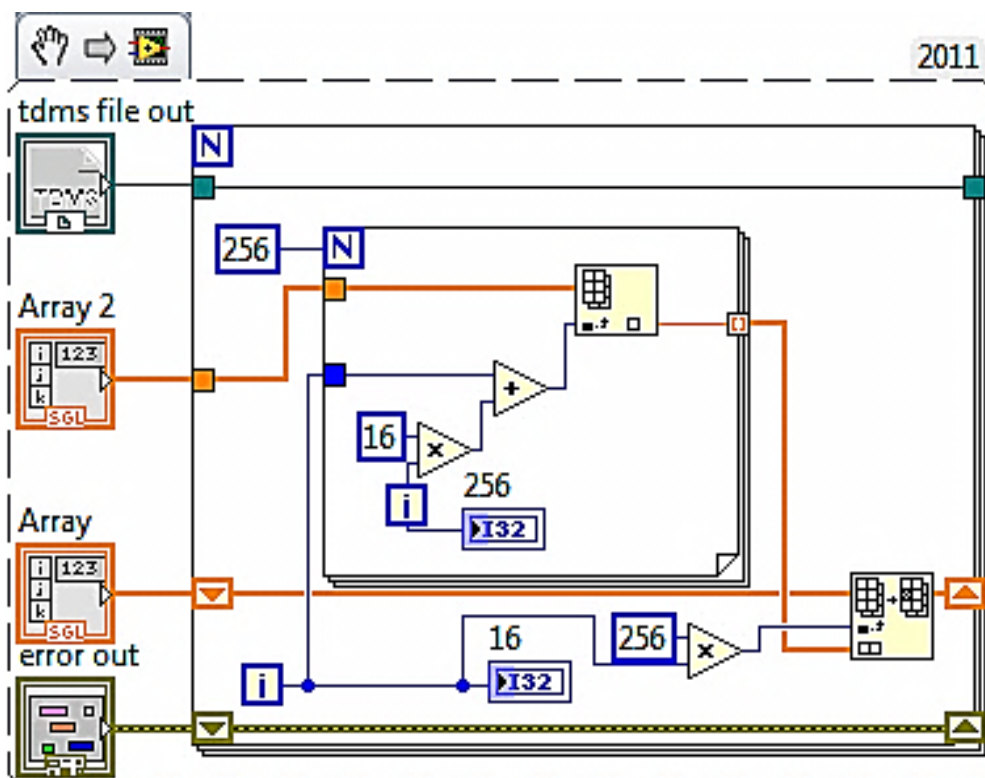 2011
tdms file out
N
TDMS
256
N
Array 2
i 123
j
k
SGL
16
i
256
I32
Array
i 123
j
k
SGL
error out
16
256
i
I32